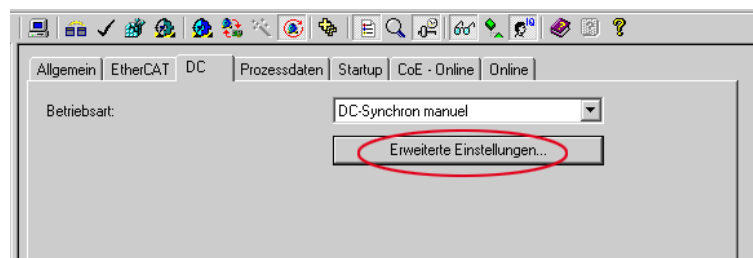 Allgemein EtherCAT DC Prozessdaten Startup CoE - Online Online
Betriebsart: DC-Synchron manuel
Erweiterte Einstellungen...